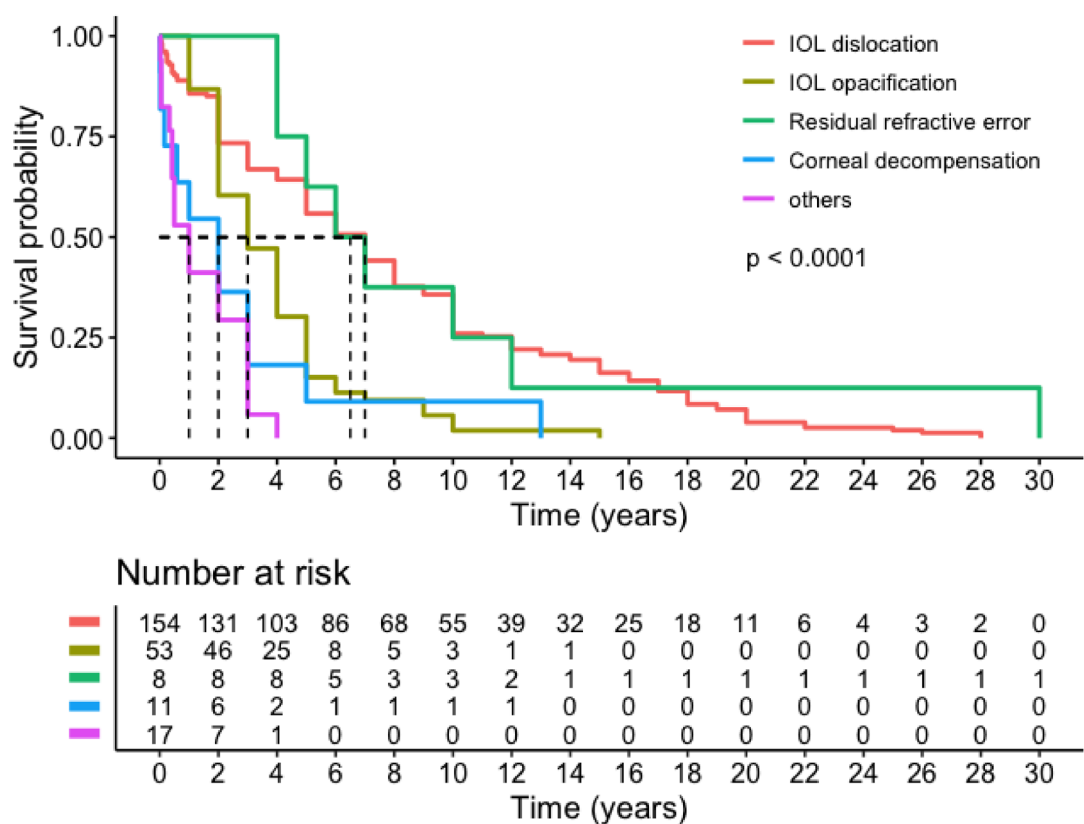 1.00
0.75
0.50
0.25
0.00
Survival probability
IOL dislocation
IOL opacification
Residual refractive error
Corneal decompensation
others
p < 0.0001
0 2 4 6 8 10 12 14 16 18 20 22 24 26 28 30
Time (years)
Number at risk
154 131 103 86 68 55 39 32 25 18 11 6 4 3 2 0
53 46 25 8 5 3 1 1 0 0 0 0 0 0 0 0
8 8 8 5 3 3 2 1 1 1 1 1 1 1 1 1
11 6 2 1 1 1 1 0 0 0 0 0 0 0 0 0
17 7 1 0 0 0 0 0 0 0 0 0 0 0 0 0
0 2 4 6 8 10 12 14 16 18 20 22 24 26 28 30
Time (years)